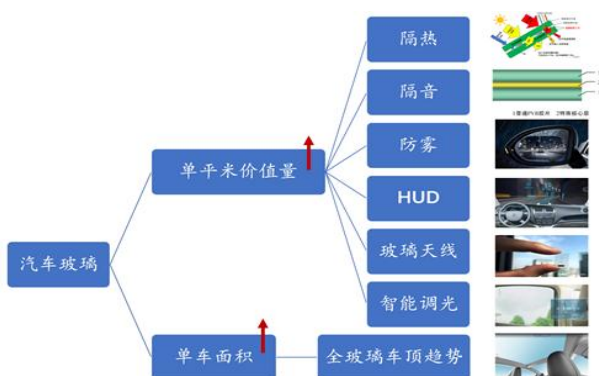 汽车玻璃
单平米价值量
隔热
隔音
防雾
HUD
玻璃天线
智能调光
单车面积
全玻璃车顶趋势